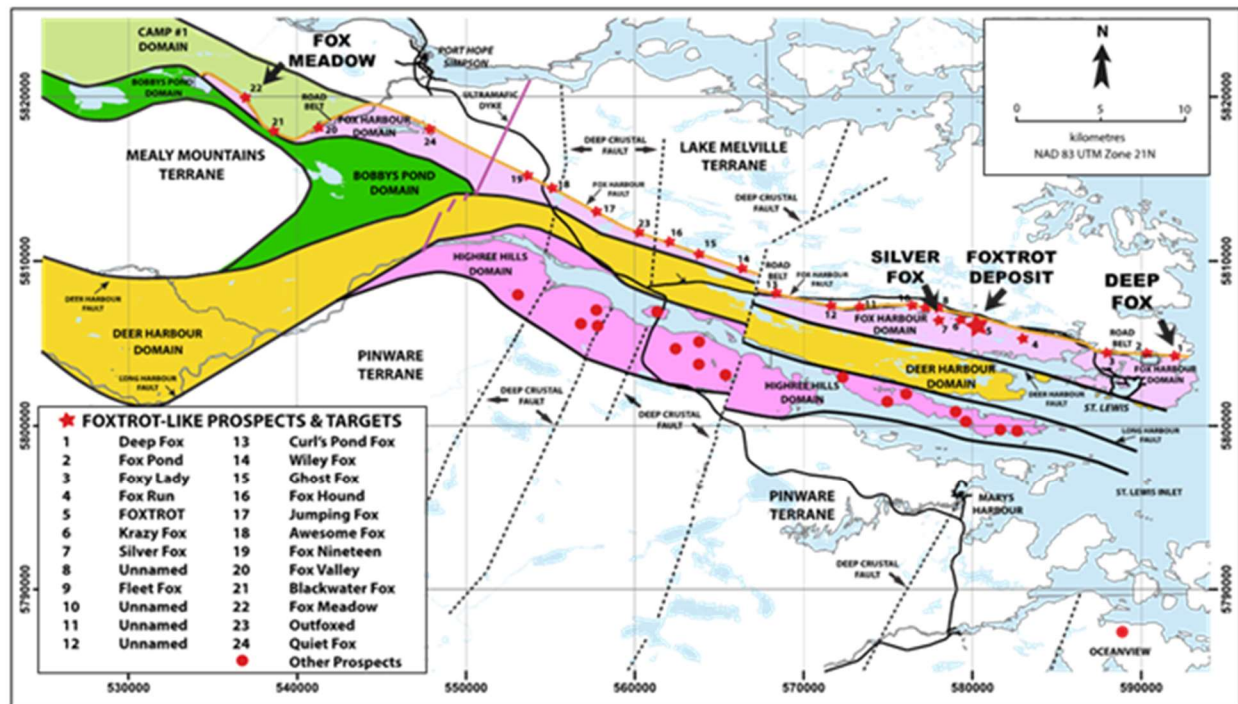 CAMP #1
DOMAIN
FOX
MEADOW
PORT HOPE
SIMPSON
N
BOBBYS POND
DOMAIN
22
ROAD
BELT
ULTRAMAFIC
DYKE
0 5 10
kilometres
NAD 83 UTM Zone 21N
21
20
FOX HARBOUR
DOMAIN
24
DEEP CRUSTAL
FAULT
LAKE MELVILLE
TERRANE
MEALY MOUNTAINS
TERRANE
BOBBYS POND
DOMAIN
19
18
FOX HARBOUR
FAULT
17
DEEP CRUSTAL
FAULT
23
16
15
14
HIGHREE HILLS
DOMAIN
ROAD
BELT
13
FOX HARBOUR
FAULT
SILVER
FOX
FOXTROT
DEPOSIT
DEEP
FOX
DEER HARBOUR
FAULT
12
11
10
8
FOX HARBOUR
DOMAIN
7
6
5
4
ROAD
BELT
2
FOX HARBOUR
DOMAIN
DEER HARBOUR
DOMAIN
PINWARE
TERRANE
LONG HARBOUR
FAULT
DEEP CRUSTAL
FAULT
DEEP CRUSTAL
FAULT
HIGHREE HILLS
DOMAIN
DEER HARBOUR
DOMAIN
DEER HARBOUR
FAULT
ST. LEWIS
LONG HARBOUR
FAULT
ST. LEWIS INLET
PINWARE
TERRANE
MARYS
HARBOUR
DEEP CRUSTAL
FAULT
OCEANVIEW
FOXTROT-LIKE PROSPECTS & TARGETS
1 Deep Fox 13 Curl's Pond Fox
2 Fox Pond 14 Wiley Fox
3 Foxy Lady 15 Ghost Fox
4 Fox Run 16 Fox Hound
5 FOXTROT 17 Jumping Fox
6 Krazy Fox 18 Awesome Fox
7 Silver Fox 19 Fox Nineteen
8 Unnamed 20 Fox Valley
9 Fleet Fox 21 Blackwater Fox
10 Unnamed 22 Fox Meadow
11 Unnamed 23 Outfoxed
12 Unnamed 24 Quiet Fox
Other Prospects
5820000
5810000
5800000
5790000
5820000
5810000
5800000
5790000
530000 540000 550000 560000 570000 580000 590000